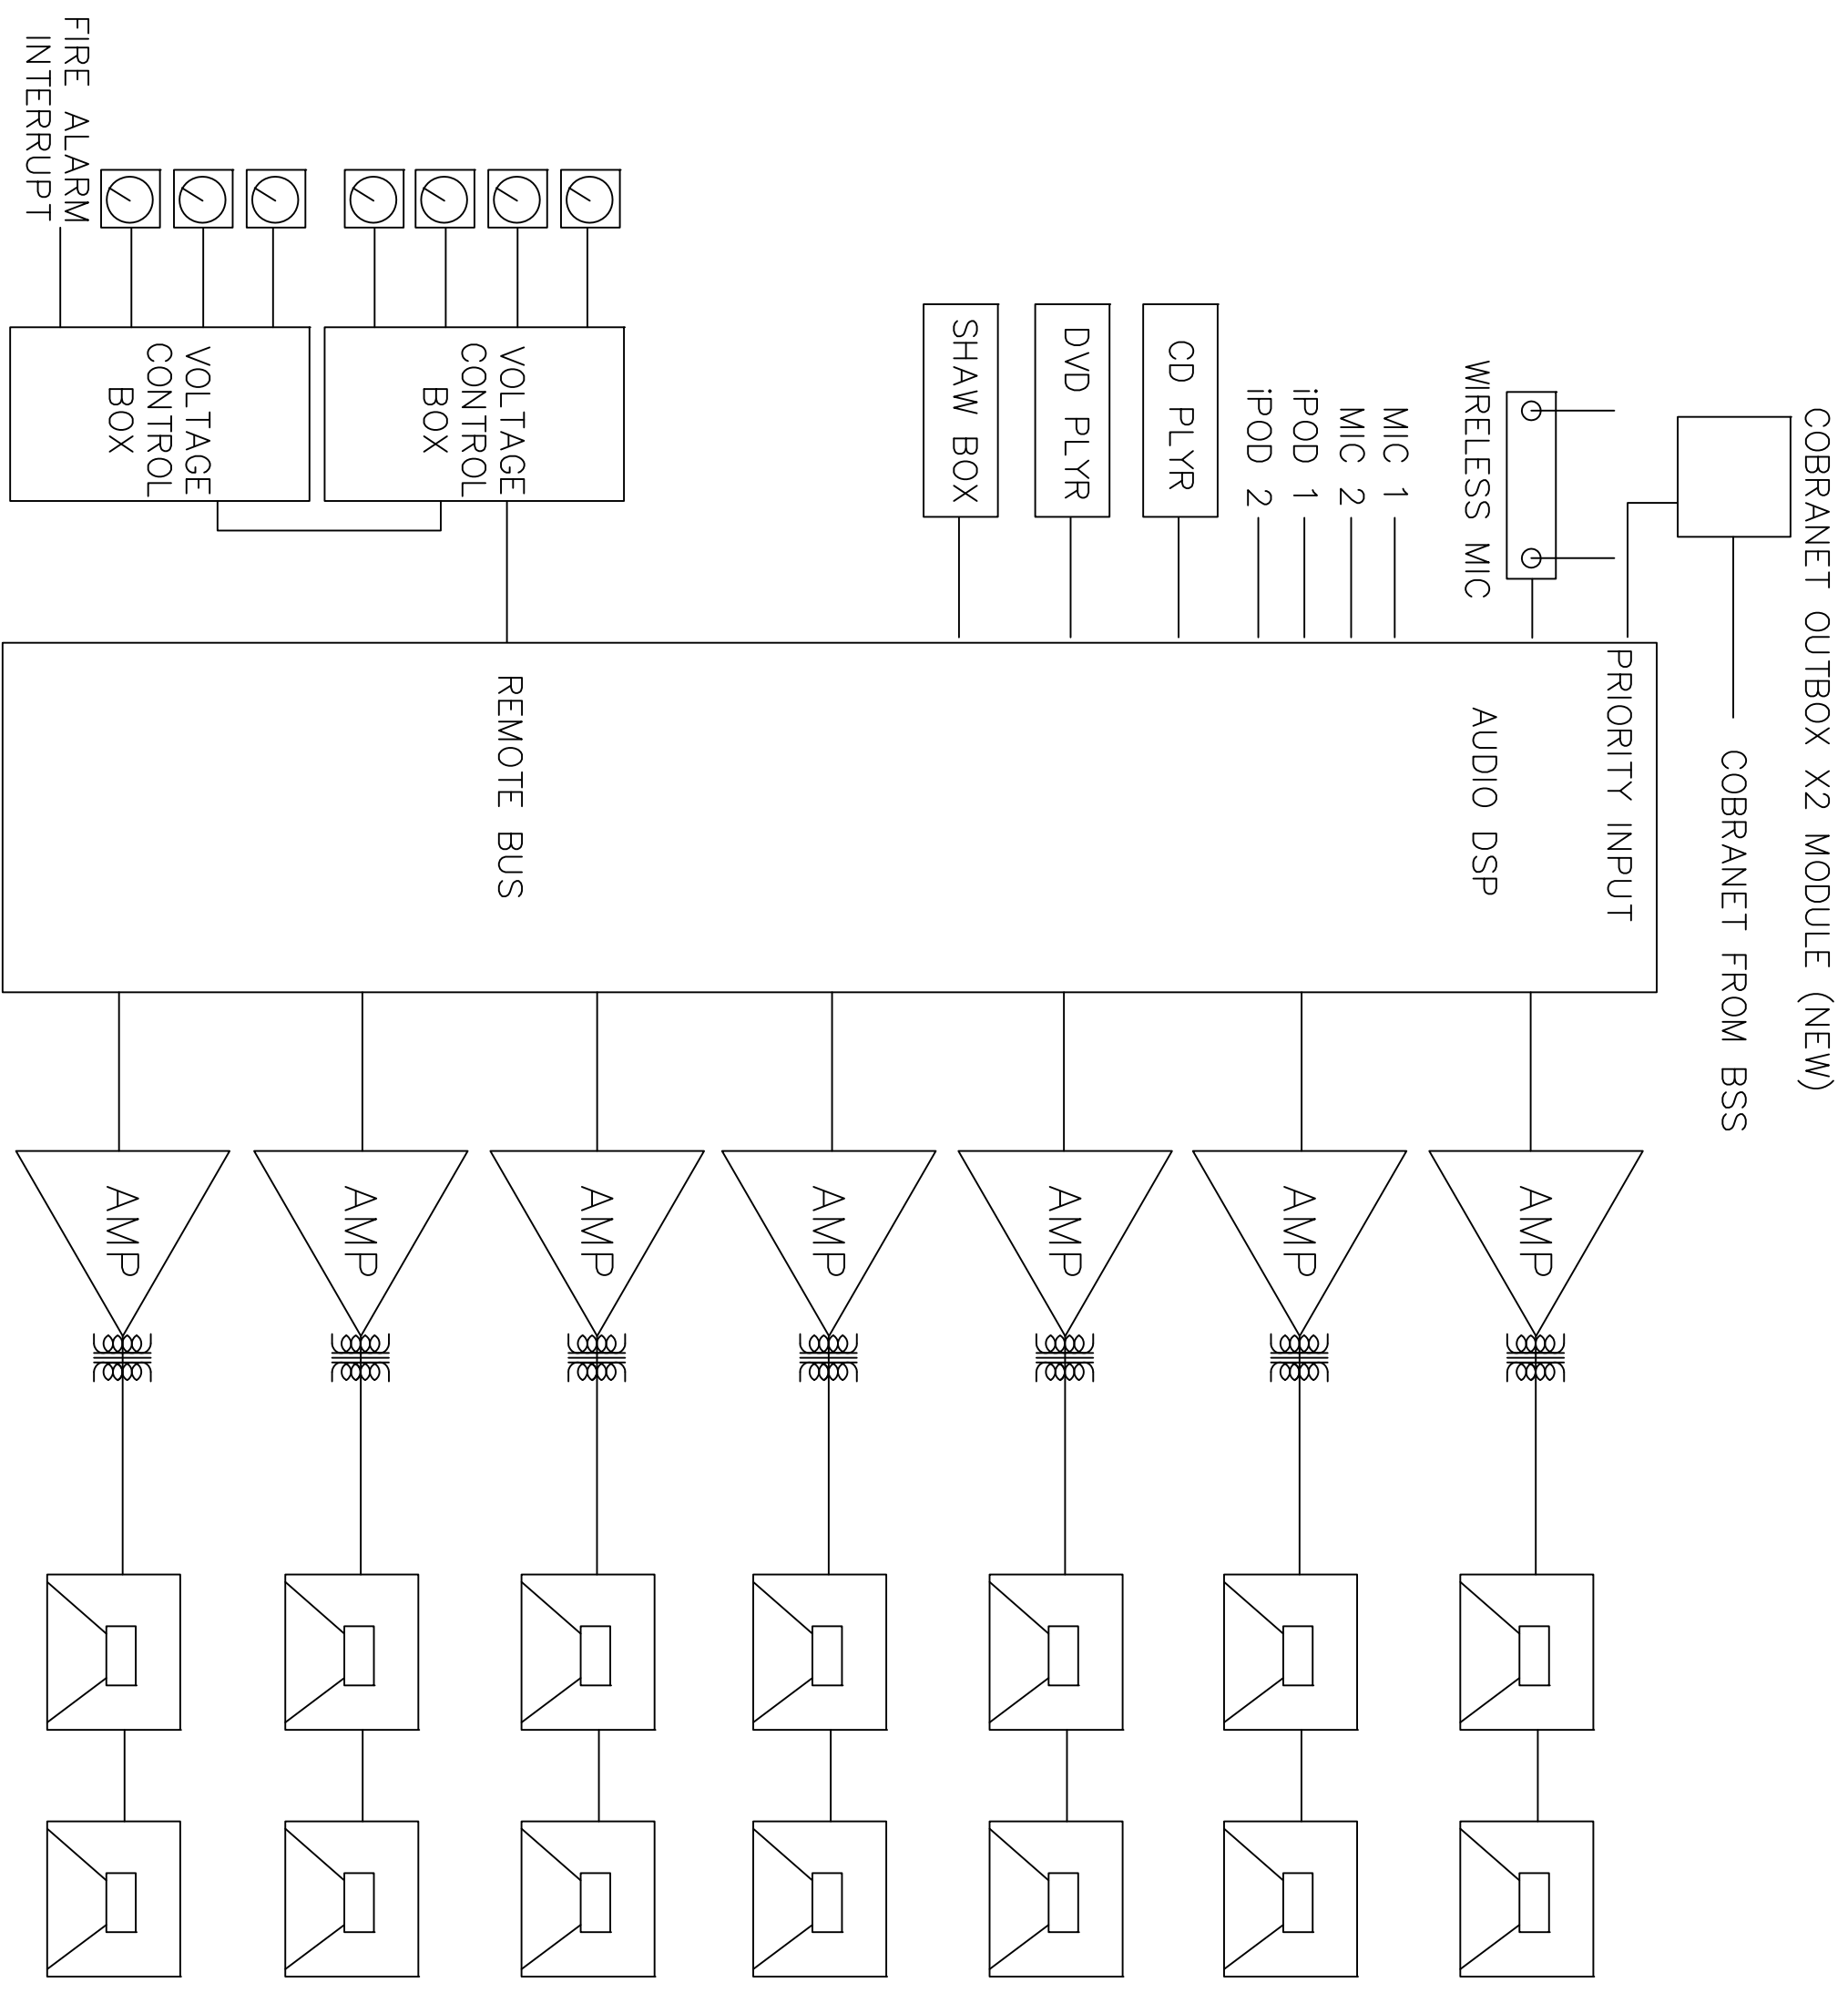 COBRANET OUTBOX X2 MODULE (NEW)
COBRANET FROM BSS
PRIORITY INPUT
WIRELESS MIC
AUDIO DSP
MIC 1
MIC 2
iPOD 1
iPOD 2
CD PLYR
DVD PLYR
SHAW BOX
REMOTE BUS
VOLTAGE
CONTROL
BOX
VOLTAGE
CONTROL
BOX
FIRE ALARM
INTERRUPT
AMP
AMP
AMP
AMP
AMP
AMP
AMP